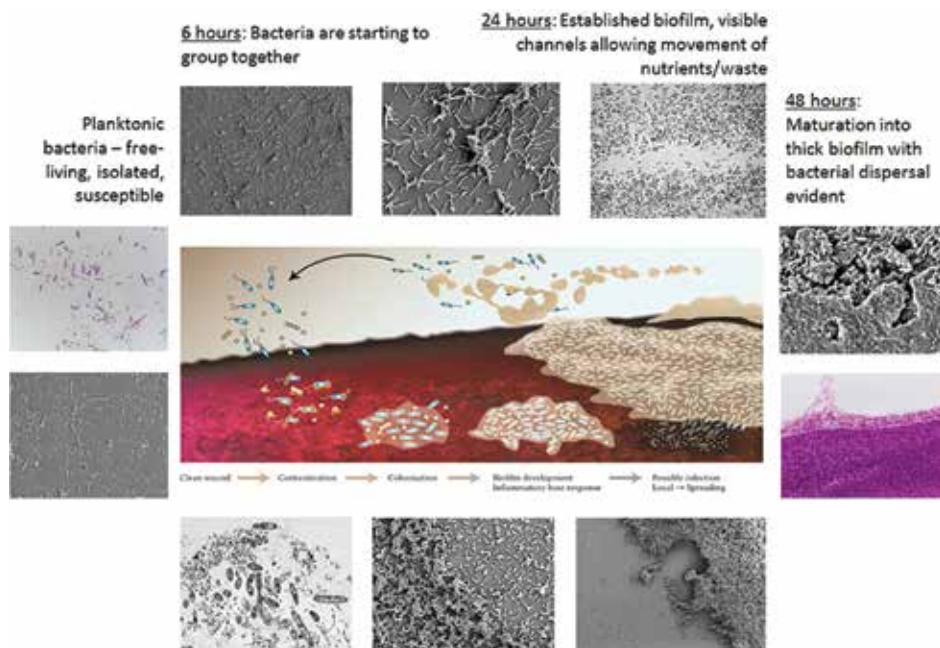 6 hours: Bacteria are starting to
group together
24 hours: Established biofilm, visible
channels allowing movement of
nutrients/waste
48 hours:
Maturation into
thick biofilm with
bacterial dispersal
evident
Planktonic
bacteria – free-
living, isolated,
susceptible
Clean wound
Contamination
Colonisation
Biofilm development
Inflammatory host response
Possible infection
Local → Spreading